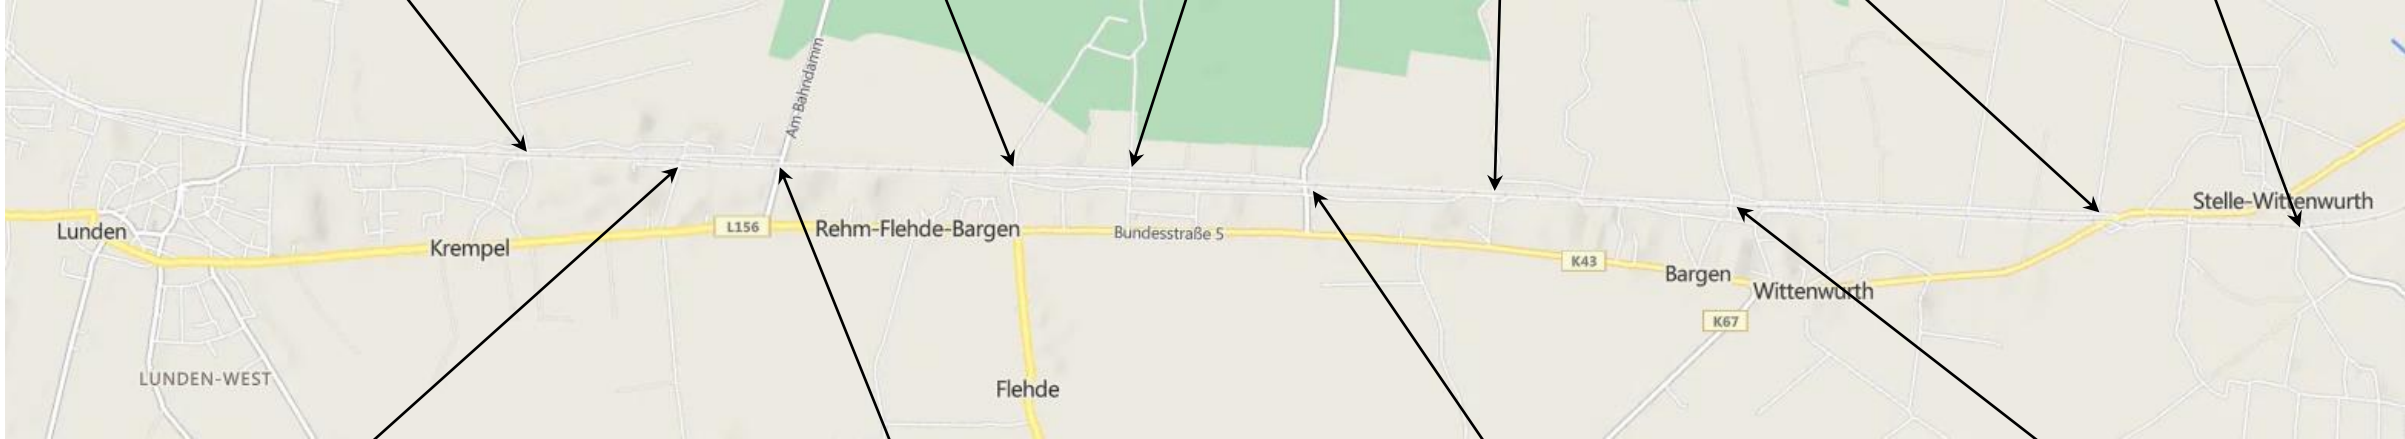 Am Bahndamm
Stelle-Wittenwurth
Lunden
L156
Rehm-Flehde-Bargen
Bundesstraße 5
Krempel
K43
Bargen
Wittenwurth
K67
LUNDEN-WEST
Flehde